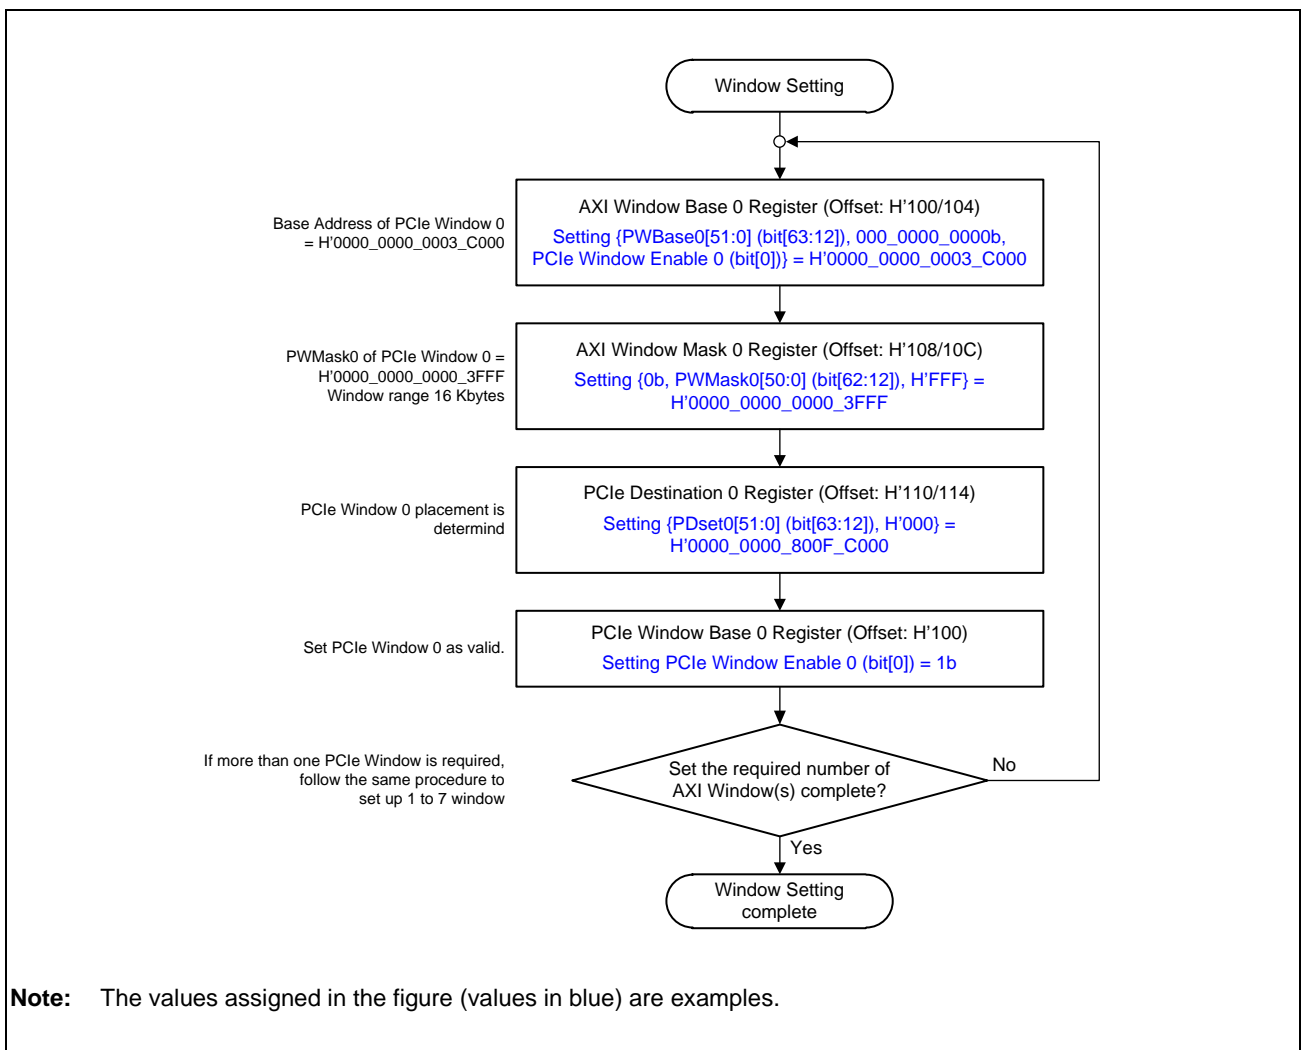 Window Setting
Base Address of PCIe Window 0
= H'0000_0000_0003_C000
AXI Window Base 0 Register (Offset: H'100/104)
Setting {PWBase0[51:0] (bit[63:12]), 000_0000_0000b,
PCIe Window Enable 0 (bit[0])} = H'0000_0000_0003_C000
PWMask0 of PCIe Window 0 =
H'0000_0000_0000_3FFF
Window range 16 Kbytes
AXI Window Mask 0 Register (Offset: H'108/10C)
Setting {0b, PWMask0[50:0] (bit[62:12]), H'FFF} =
H'0000_0000_0000_3FFF
PCIe Window 0 placement is
determind
PCIe Destination 0 Register (Offset: H'110/114)
Setting {PDset0[51:0] (bit[63:12]), H'000} =
H'0000_0000_800F_C000
Set PCIe Window 0 as valid.
PCIe Window Base 0 Register (Offset: H'100)
Setting PCIe Window Enable 0 (bit[0]) = 1b
If more than one PCIe Window is required,
follow the same procedure to
set up 1 to 7 window
Set the required number of
AXI Window(s) complete?
No
Yes
Window Setting
complete
Note: The values assigned in the figure (values in blue) are examples.